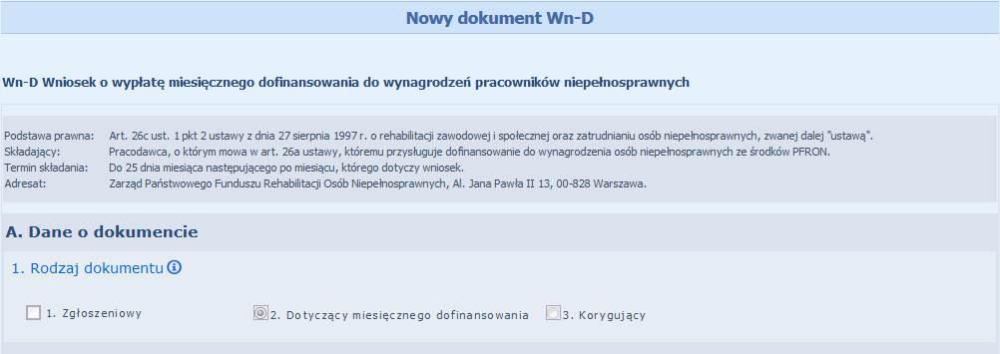 Nowy dokument Wn-D
Wn-D Wniosek o wypłatę miesięcznego dofinansowania do wynagrodzeń pracowników niepełnosprawnych
Podstawa prawna: Art. 26c ust. 1 pkt 2 ustawy z dnia 27 sierpnia 1997 r. o rehabilitacji zawodowej i społecznej oraz zatrudnianiu osób niepełnosprawnych, zwanej dalej "ustawą".
Składający: Pracodawca, o którym mowa w art. 26a ustawy, któremu przysługuje dofinansowanie do wynagrodzenia osób niepełnosprawnych ze środków PFRON.
Termin składania: Do 25 dnia miesiąca następującego po miesiącu, którego dotyczy wniosek.
Adresat: Zarząd Państwowego Funduszu Rehabilitacji Osób Niepełnosprawnych, Al. Jana Pawła II 13, 00-828 Warszawa.
A. Dane o dokumencie
1. Rodzaj dokumentu
1. Zgłoszeniowy 2. Dotyczący miesięcznego dofinansowania 3. Korygujący